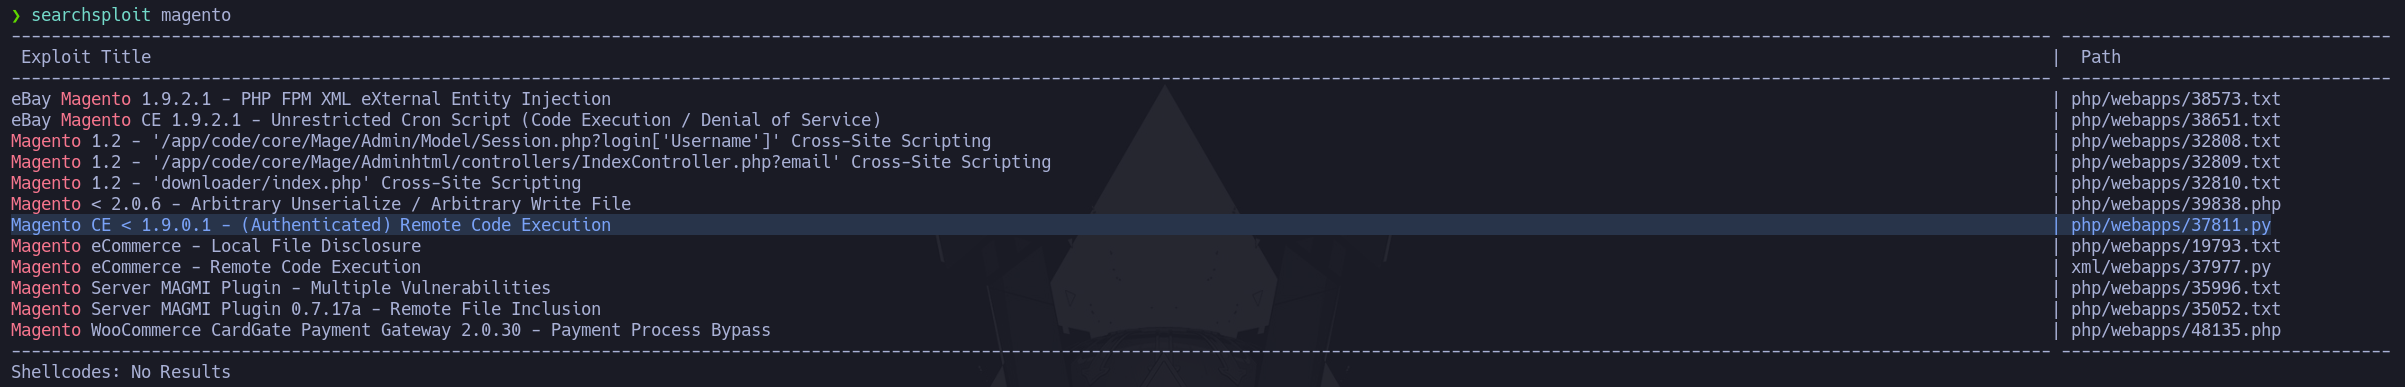 ❯ searchsploit magento
--------------------------------------------------------------------------------------------------------------------------- ---------------------------------
Exploit Title | Path
--------------------------------------------------------------------------------------------------------------------------- ---------------------------------
eBay Magento 1.9.2.1 - PHP FPM XML eXternal Entity Injection | php/webapps/38573.txt
eBay Magento CE 1.9.2.1 - Unrestricted Cron Script (Code Execution / Denial of Service) | php/webapps/38651.txt
Magento 1.2 - '/app/code/core/Mage/Admin/Model/Session.php?login['Username']' Cross-Site Scripting | php/webapps/32808.txt
Magento 1.2 - '/app/code/core/Mage/Adminhtml/controllers/IndexController.php?email' Cross-Site Scripting | php/webapps/32809.txt
Magento 1.2 - 'downloader/index.php' Cross-Site Scripting | php/webapps/32810.txt
Magento < 2.0.6 - Arbitrary Unserialize / Arbitrary Write File | php/webapps/39838.php
Magento CE < 1.9.0.1 - (Authenticated) Remote Code Execution | php/webapps/37811.py
Magento eCommerce - Local File Disclosure | php/webapps/19793.txt
Magento eCommerce - Remote Code Execution | xml/webapps/37977.py
Magento Server MAGMI Plugin - Multiple Vulnerabilities | php/webapps/35996.txt
Magento Server MAGMI Plugin 0.7.17a - Remote File Inclusion | php/webapps/35052.txt
Magento WooCommerce CardGate Payment Gateway 2.0.30 - Payment Process Bypass | php/webapps/48135.php
--------------------------------------------------------------------------------------------------------------------------- ---------------------------------
Shellcodes: No Results